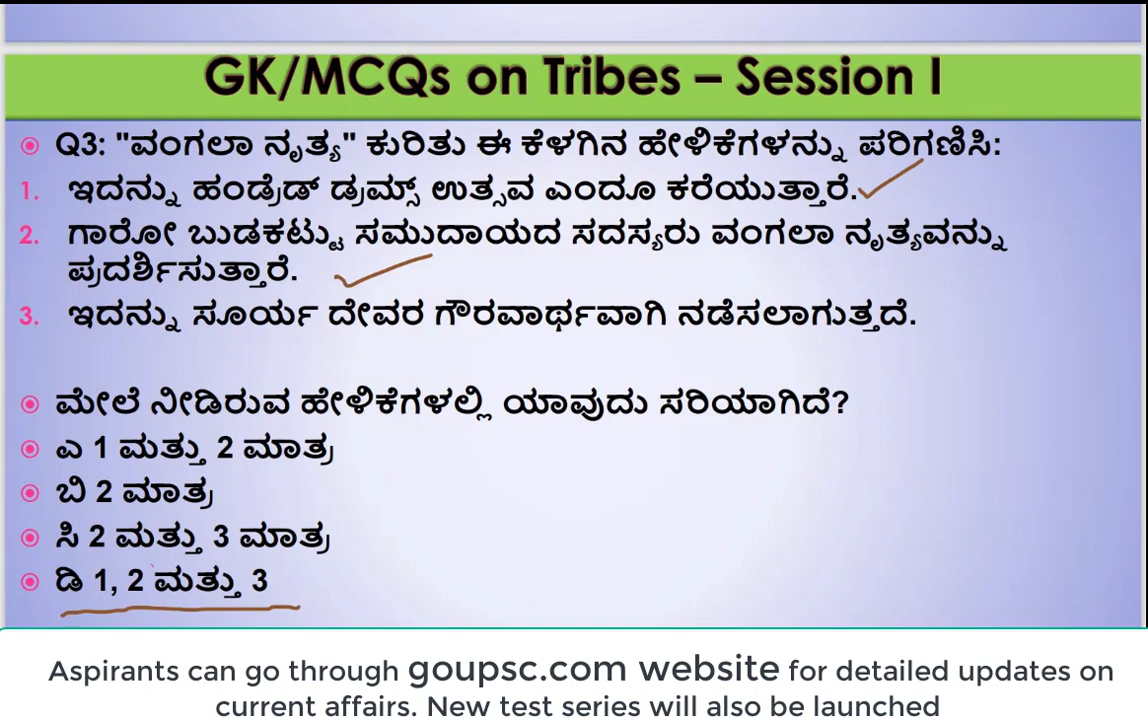 GK/MCQs on Tribes – Session I
Q3: "ವಂಗಲಾ ನೃತ್ಯ" ಕುರಿತು ಈ ಕೆಳಗಿನ ಹೇಳಿಕೆಗಳನ್ನು ಪರಿಗಣಿಸಿ:
1. ಇದನ್ನು ಹಂಡ್ರೆಡ್ ಡ್ರಮ್ಸ್ ಉತ್ಸವ ಎಂದೂ ಕರೆಯುತ್ತಾರೆ.
2. ಗಾರೋ ಬುಡಕಟ್ಟು ಸಮುದಾಯದ ಸದಸ್ಯರು ವಂಗಲಾ ನೃತ್ಯವನ್ನು
ಪ್ರದರ್ಶಿಸುತ್ತಾರೆ.
3. ಇದನ್ನು ಸೂರ್ಯ ದೇವರ ಗೌರವಾರ್ಥವಾಗಿ ನಡೆಸಲಾಗುತ್ತದೆ.
ಮೇಲೆ ನೀಡಿರುವ ಹೇಳಿಕೆಗಳಲ್ಲಿ ಯಾವುದು ಸರಿಯಾಗಿದೆ?
ಎ 1 ಮತ್ತು 2 ಮಾತ್ರ
ಬಿ 2 ಮಾತ್ರ
ಸಿ 2 ಮತ್ತು 3 ಮಾತ್ರ
ಡಿ 1, 2 ಮತ್ತು 3
Aspirants can go through goupsc.com website for detailed updates on
current affairs. New test series will also be launched